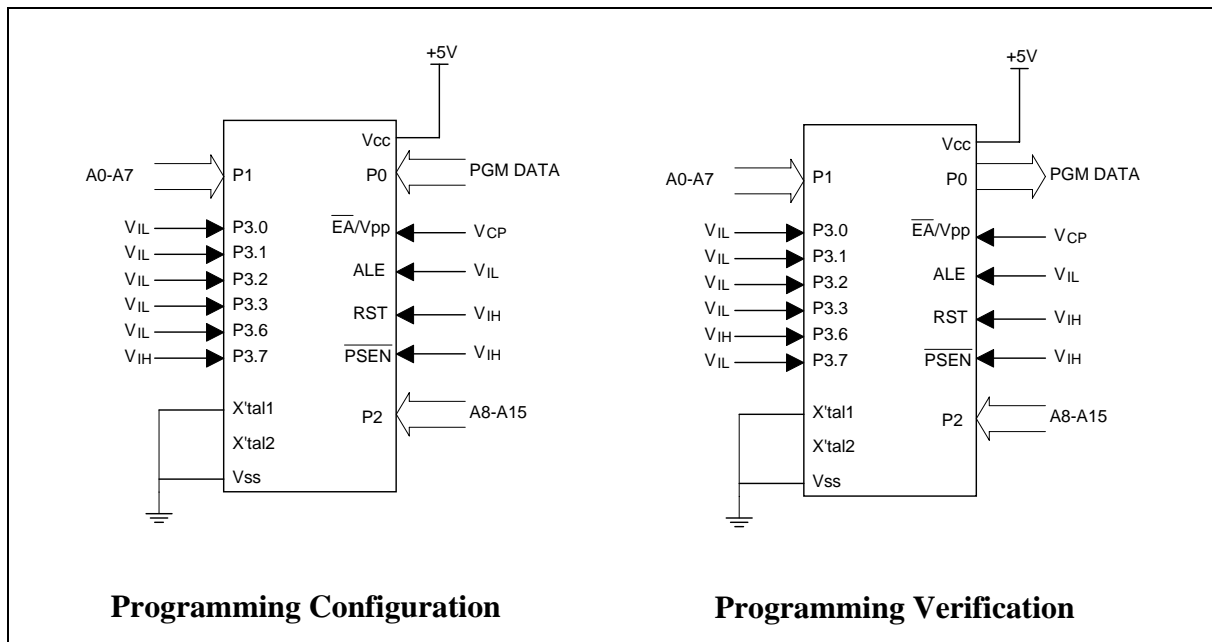 +5V
Vcc
A0-A7
P1
P0
PGM DATA
VIL
P3.0
EA/Vpp
VCP
VIL
P3.1
VIL
P3.2
ALE
VIL
VIL
P3.3
RST
VIH
VIL
P3.6
VIH
P3.7
PSEN
VIH
X'tal1
P2
A8-A15
X'tal2
Vss
Programming Configuration
+5V
Vcc
A0-A7
P1
P0
PGM DATA
VIL
P3.0
EA/Vpp
VCP
VIL
P3.1
VIL
P3.2
ALE
VIL
VIL
P3.3
RST
VIH
VIH
P3.6
VIL
P3.7
PSEN
VIH
X'tal1
P2
A8-A15
X'tal2
Vss
Programming Verification